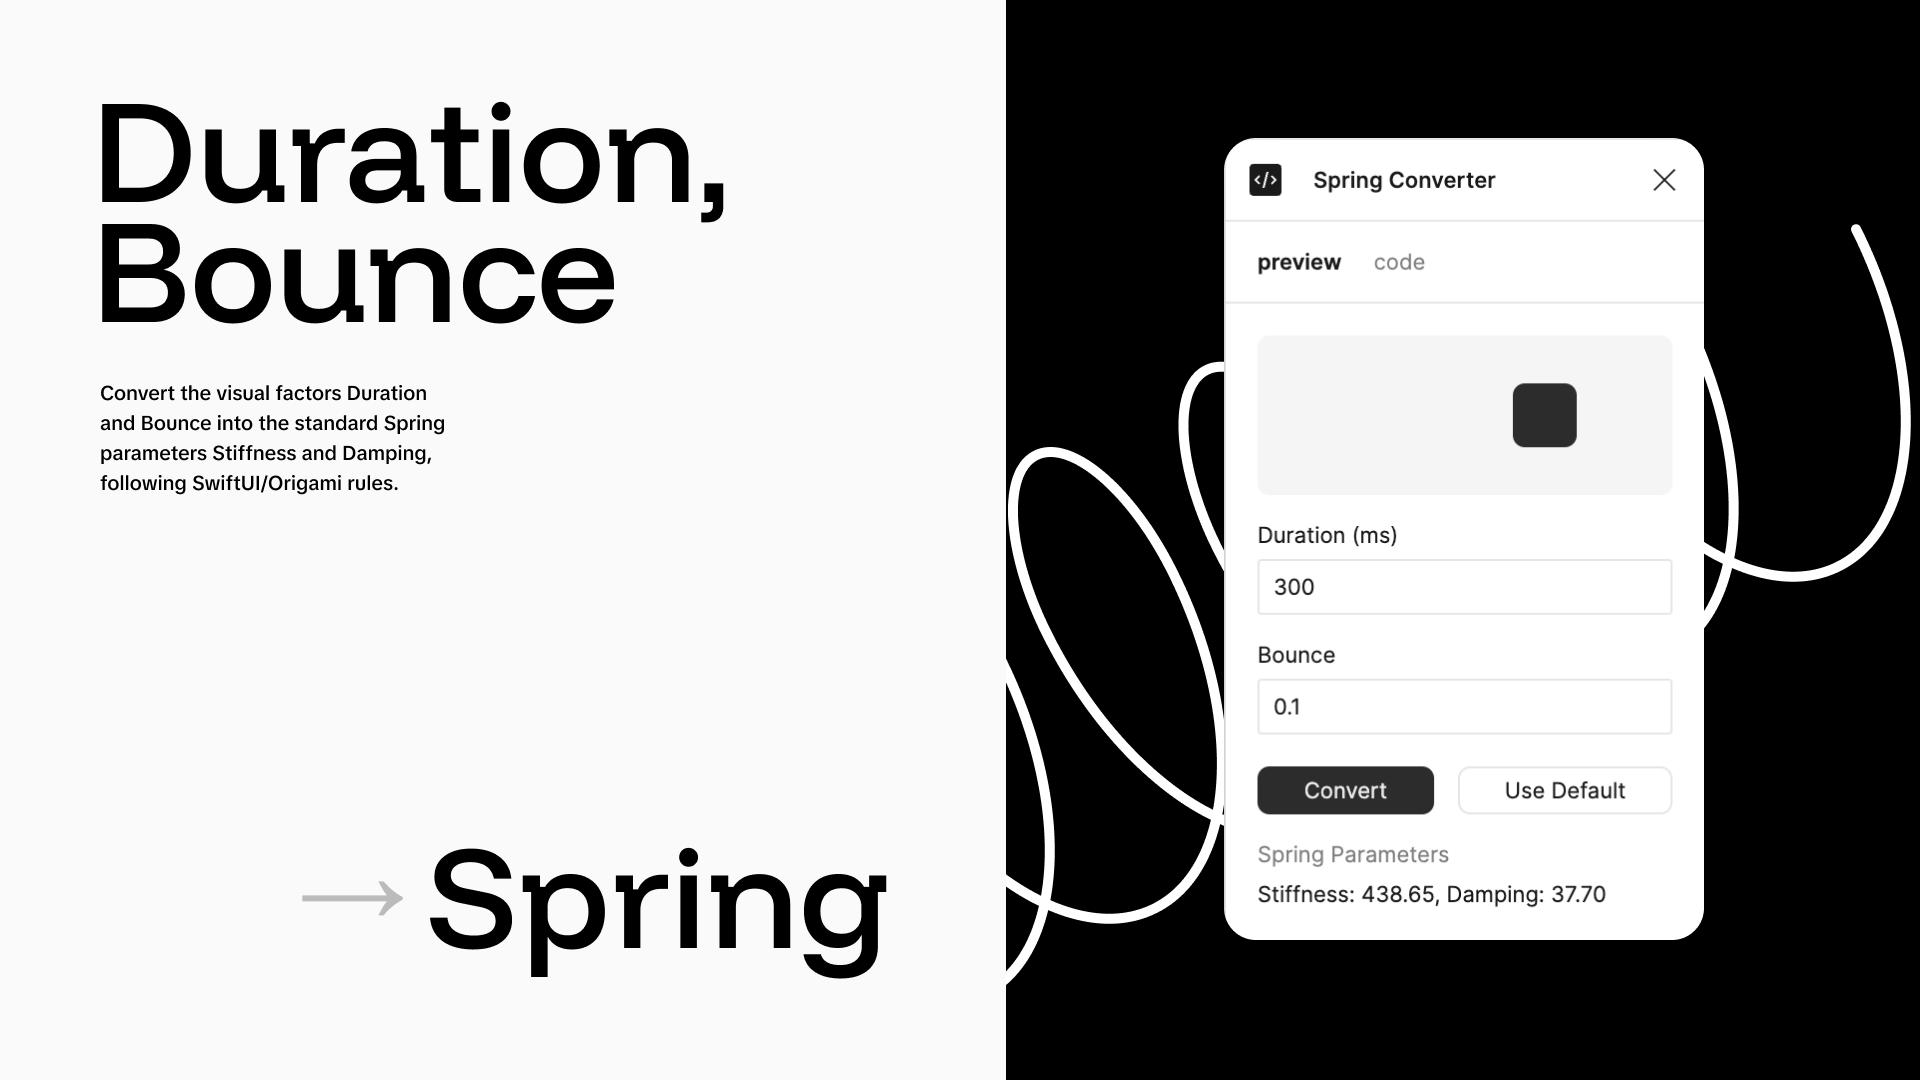 Duration,
Bounce
Convert the visual factors Duration
and Bounce into the standard Spring
parameters Stiffness and Damping,
following SwiftUI/Origami rules.
→ Spring
</> Spring Converter
preview code
Duration (ms)
300
Bounce
0.1
Convert Use Default
Spring Parameters
Stiffness: 438.65, Damping: 37.70